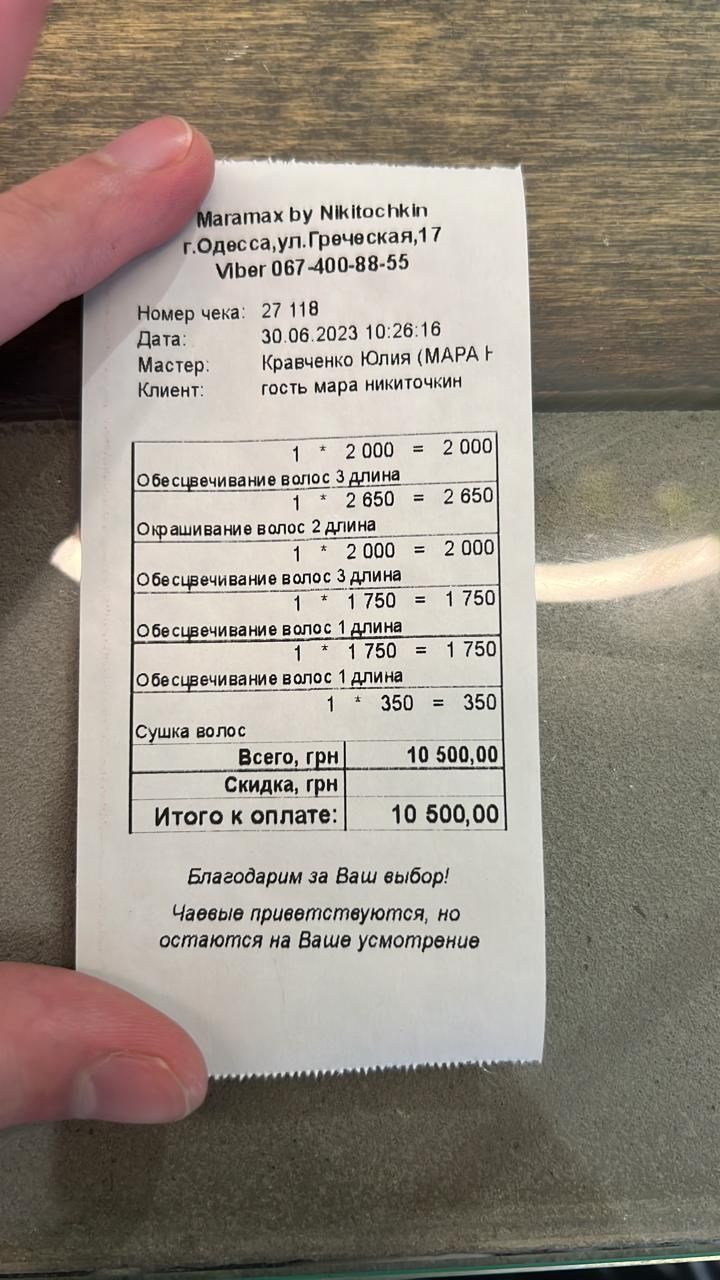 Maramax by Nikitochkin
г.Одесса,ул.Греческая,17
Viber 067-400-88-55
Номер чека: 27 118
Дата: 30.06.2023 10:26:16
Мастер: Кравченко Юлия (МАРА
Клиент: гость мара никиточкин
1 * 2 000 = 2 000
Обесцвечивание волос 3 длина
1 * 2 650 = 2 650
Окрашивание волос 2 длина
1 * 2 000 = 2 000
Обесцвечивание волос 3 длина
1 * 1 750 = 1 750
Обесцвечивание волос 1 длина
1 * 1 750 = 1 750
Обесцвечивание волос 1 длина
1 * 350 = 350
Сушка волос
Всего, грн 10 500,00
Скидка, грн
Итого к оплате: 10 500,00
Благодарим за Ваш выбор!
Чаевые приветствуются, но
остаются на Ваше усмотрение